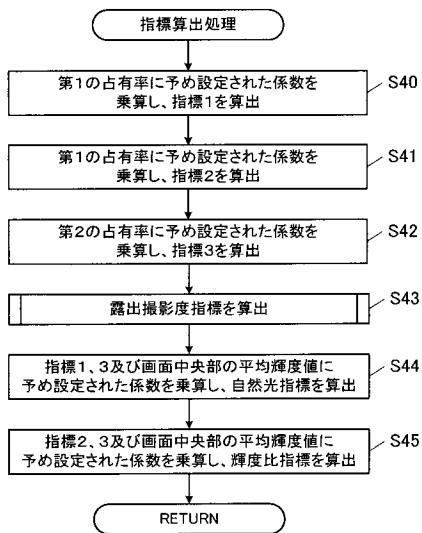 指標算出処理
第1の占有率に予め設定された係数を
乗算し、指標1を算出
S40
第1の占有率に予め設定された係数を
乗算し、指標2を算出
S41
第2の占有率に予め設定された係数を
乗算し、指標3を算出
S42
露出撮影度指標を算出
S43
指標1、3及び画面中央部の平均輝度値に
予め設定された係数を乗算し、自然光指標を算出
S44
指標2、3及び画面中央部の平均輝度値に
予め設定された係数を乗算し、輝度比指標を算出
S45
RETURN